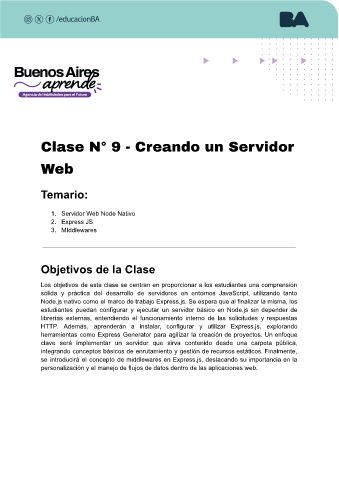 /educacionBA
BA
Buenos Aires
aprende
Agencia de Habilidades para el Futuro
Clase N° 9 - Creando un Servidor
Web
Temario:
1. Servidor Web Node Nativo
2. Express JS
3. MIddlewares
Objetivos de la Clase
Los objetivos de esta clase se centran en proporcionar a los estudiantes una comprensión
sólida y práctica del desarrollo de servidores en entornos JavaScript, utilizando tanto
Node.js nativo como el marco de trabajo Express.js. Se espera que al finalizar la misma, los
estudiantes puedan configurar y ejecutar un servidor básico en Node.js sin depender de
librerías externas, entendiendo el funcionamiento interno de las solicitudes y respuestas
HTTP. Además, aprenderán a instalar, configurar y utilizar Express.js, explorando
herramientas como Express Generator para agilizar la creación de proyectos. Un enfoque
clave será implementar un servidor que sirva contenido desde una carpeta pública,
integrando conceptos básicos de enrutamiento y gestión de recursos estáticos. Finalmente,
se introducirá el concepto de middlewares en Express.js, destacando su importancia en la
personalización y el manejo de flujos de datos dentro de las aplicaciones web.